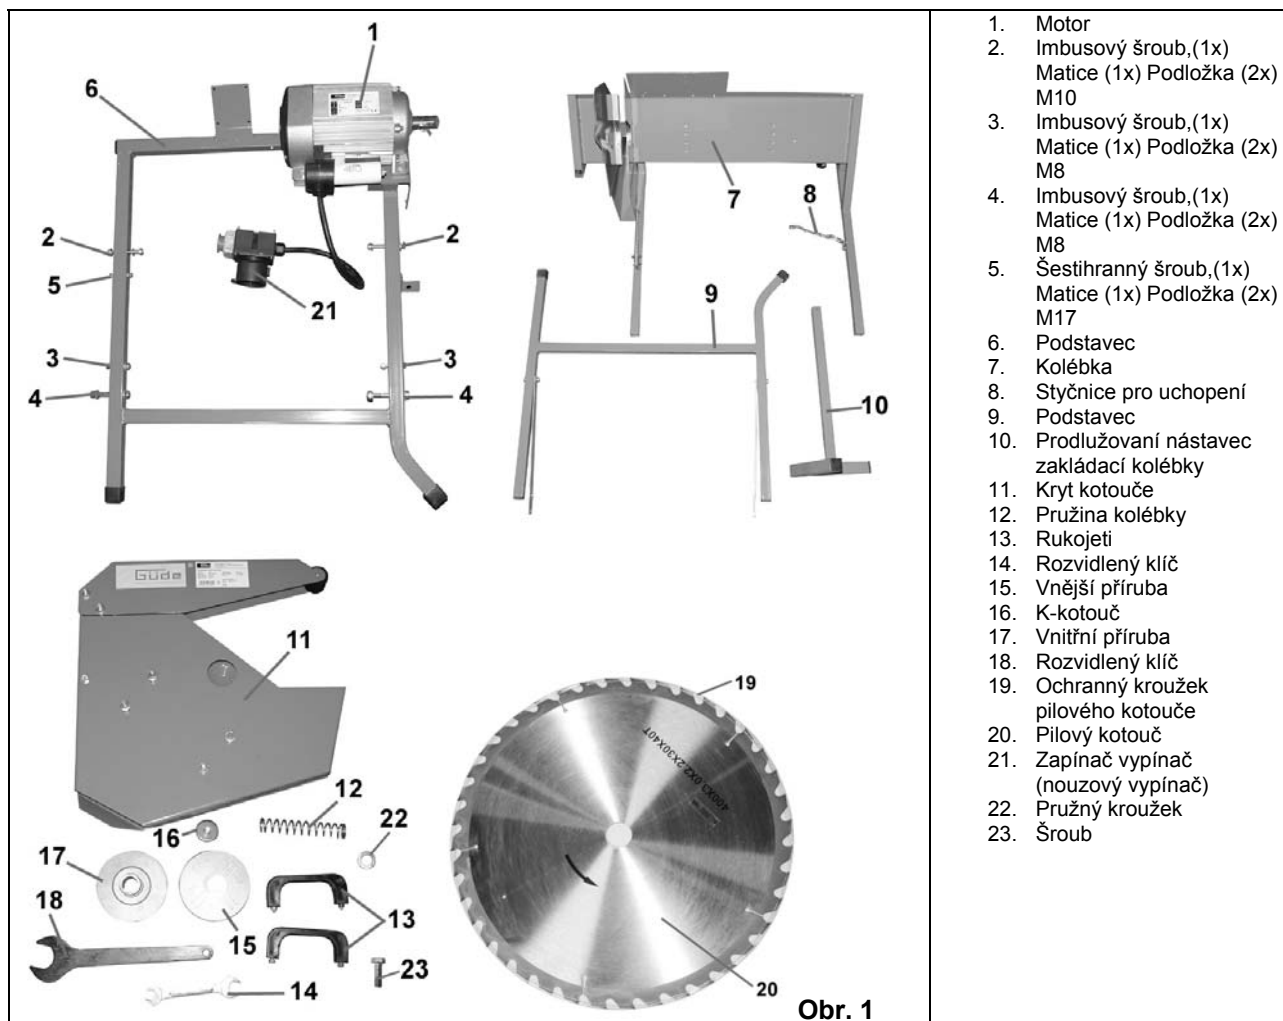 1
6
2
2
5
21
3
3
4
4
7
8
9
10
Güde
11
12
16
22
17
18
15
13
23
14
19
400X3.0X2.2X30X40T
20
Obr. 1
1. Motor
2. Imbusový šroub,(1x)
Matice (1x) Podložka (2x)
M10
3. Imbusový šroub,(1x)
Matice (1x) Podložka (2x)
M8
4. Imbusový šroub,(1x)
Matice (1x) Podložka (2x)
M8
5. Šestihranný šroub,(1x)
Matice (1x) Podložka (2x)
M17
6. Podstavec
7. Kolébka
8. Styčnice pro uchopení
9. Podstavec
10. Prodlužovaní nástavec
zakládací kolébky
11. Kryt kotouče
12. Pružina kolébky
13. Rukojeti
14. Rozvidlený klíč
15. Vnější příruba
16. K-kotouč
17. Vnitřní příruba
18. Rozvidlený klíč
19. Ochranný kroužek
pilového kotouče
20. Pilový kotouč
21. Zapínač vypínač
(nouzový vypínač)
22. Pružný kroužek
23. Šroub